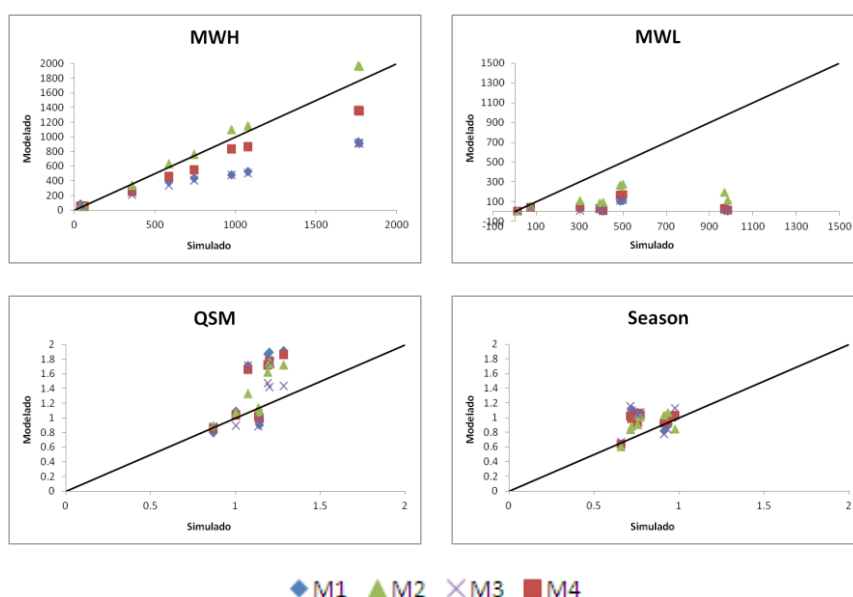 MWH
2000
1800
1600
1400
1200
1000
800
600
400
200
0
Modelado
0 500 1000 1500 2000
Simulado
MWL
1500
1300
1100
900
700
500
300
100
-100
Modelado
-100 100 300 500 700 900 1100 1300 1500
Simulado
QSM
2
1.8
1.6
1.4
1.2
1
0.8
0.6
0.4
0.2
0
Modelado
0 0.5 1 1.5 2
Simulado
Season
2
1.8
1.6
1.4
1.2
1
0.8
0.6
0.4
0.2
0
Modelado
0 0.5 1 1.5 2
Simulado
M1 M2 M3 M4